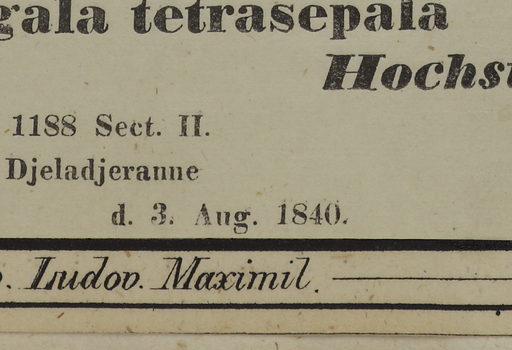 gala tetrasepala
Hochst
1188 Sect. II.
Djeladjeranne
d. 3. Aug. 1840.
. Ludov. Maximil.